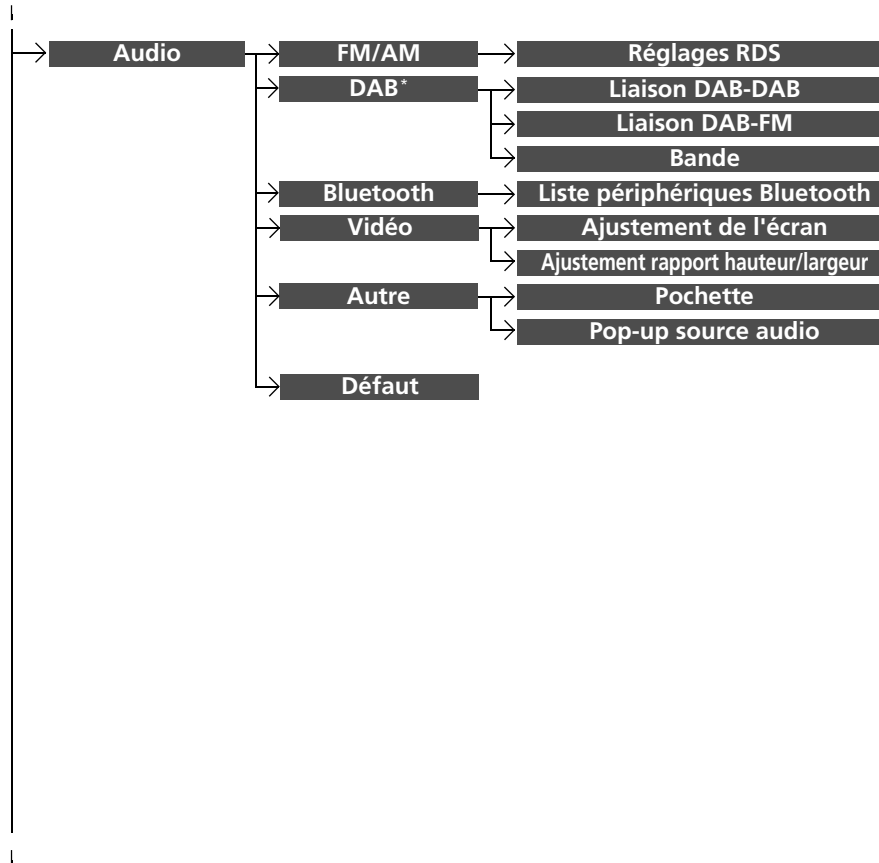 Audio
FM/AM
Réglages RDS
DAB*
Liaison DAB-DAB
Liaison DAB-FM
Bande
Bluetooth
Liste périphériques Bluetooth
Vidéo
Ajustement de l'écran
Ajustement rapport hauteur/largeur
Autre
Pochette
Pop-up source audio
Défaut